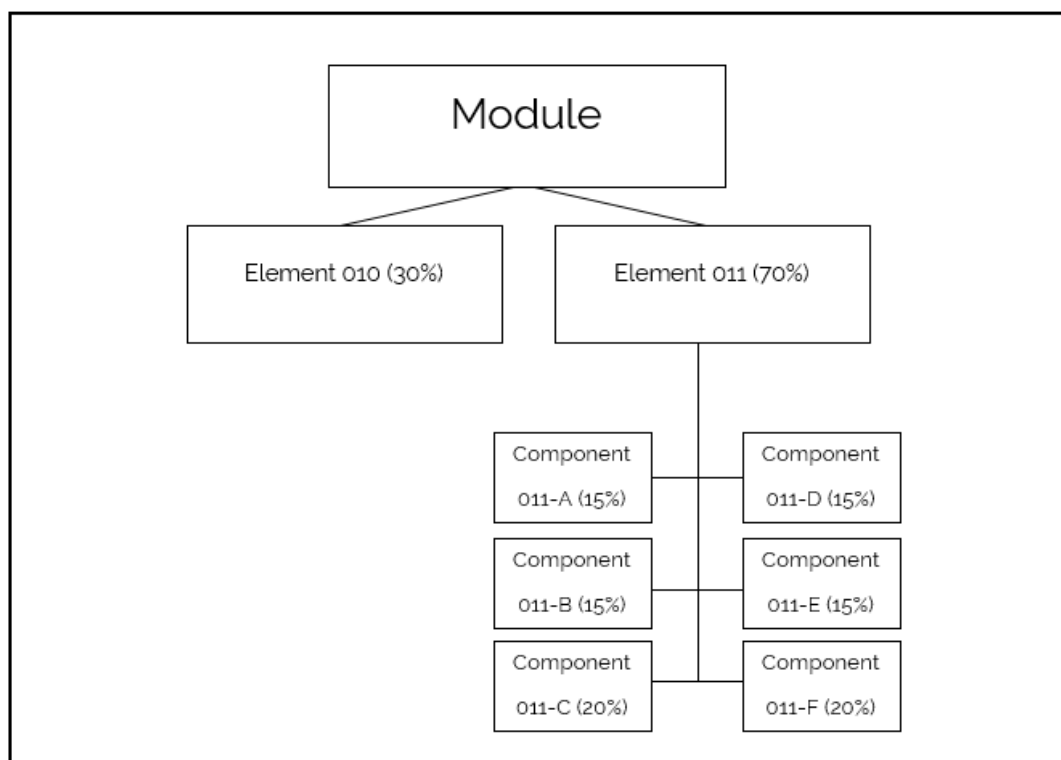 Module
Element 010 (30%)
Element 011 (70%)
Component
011-A (15%)
Component
011-D (15%)
Component
011-B (15%)
Component
011-E (15%)
Component
011-C (20%)
Component
011-F (20%)